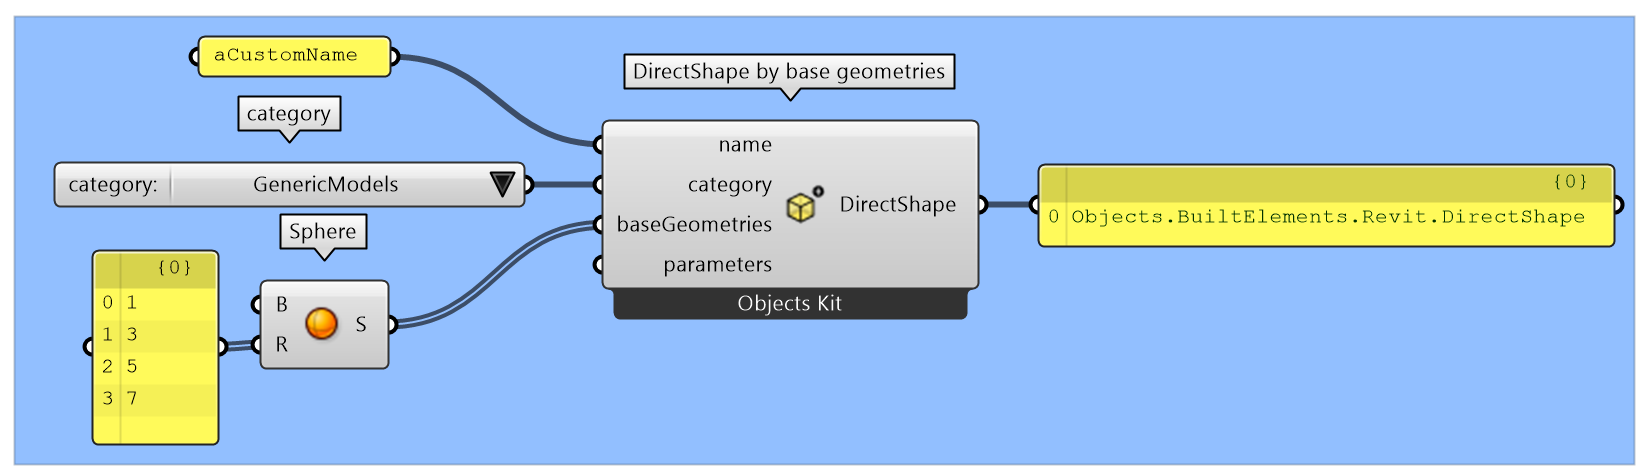 aCustomName
DirectShape by base geometries
category
name
category: GenericModels
category
baseGeometries
parameters
DirectShape
Objects Kit
{0}
0 Objects.BuiltElements.Revit.DirectShape
Sphere
{0}
0 1
1 3
2 5
3 7
B
R
S